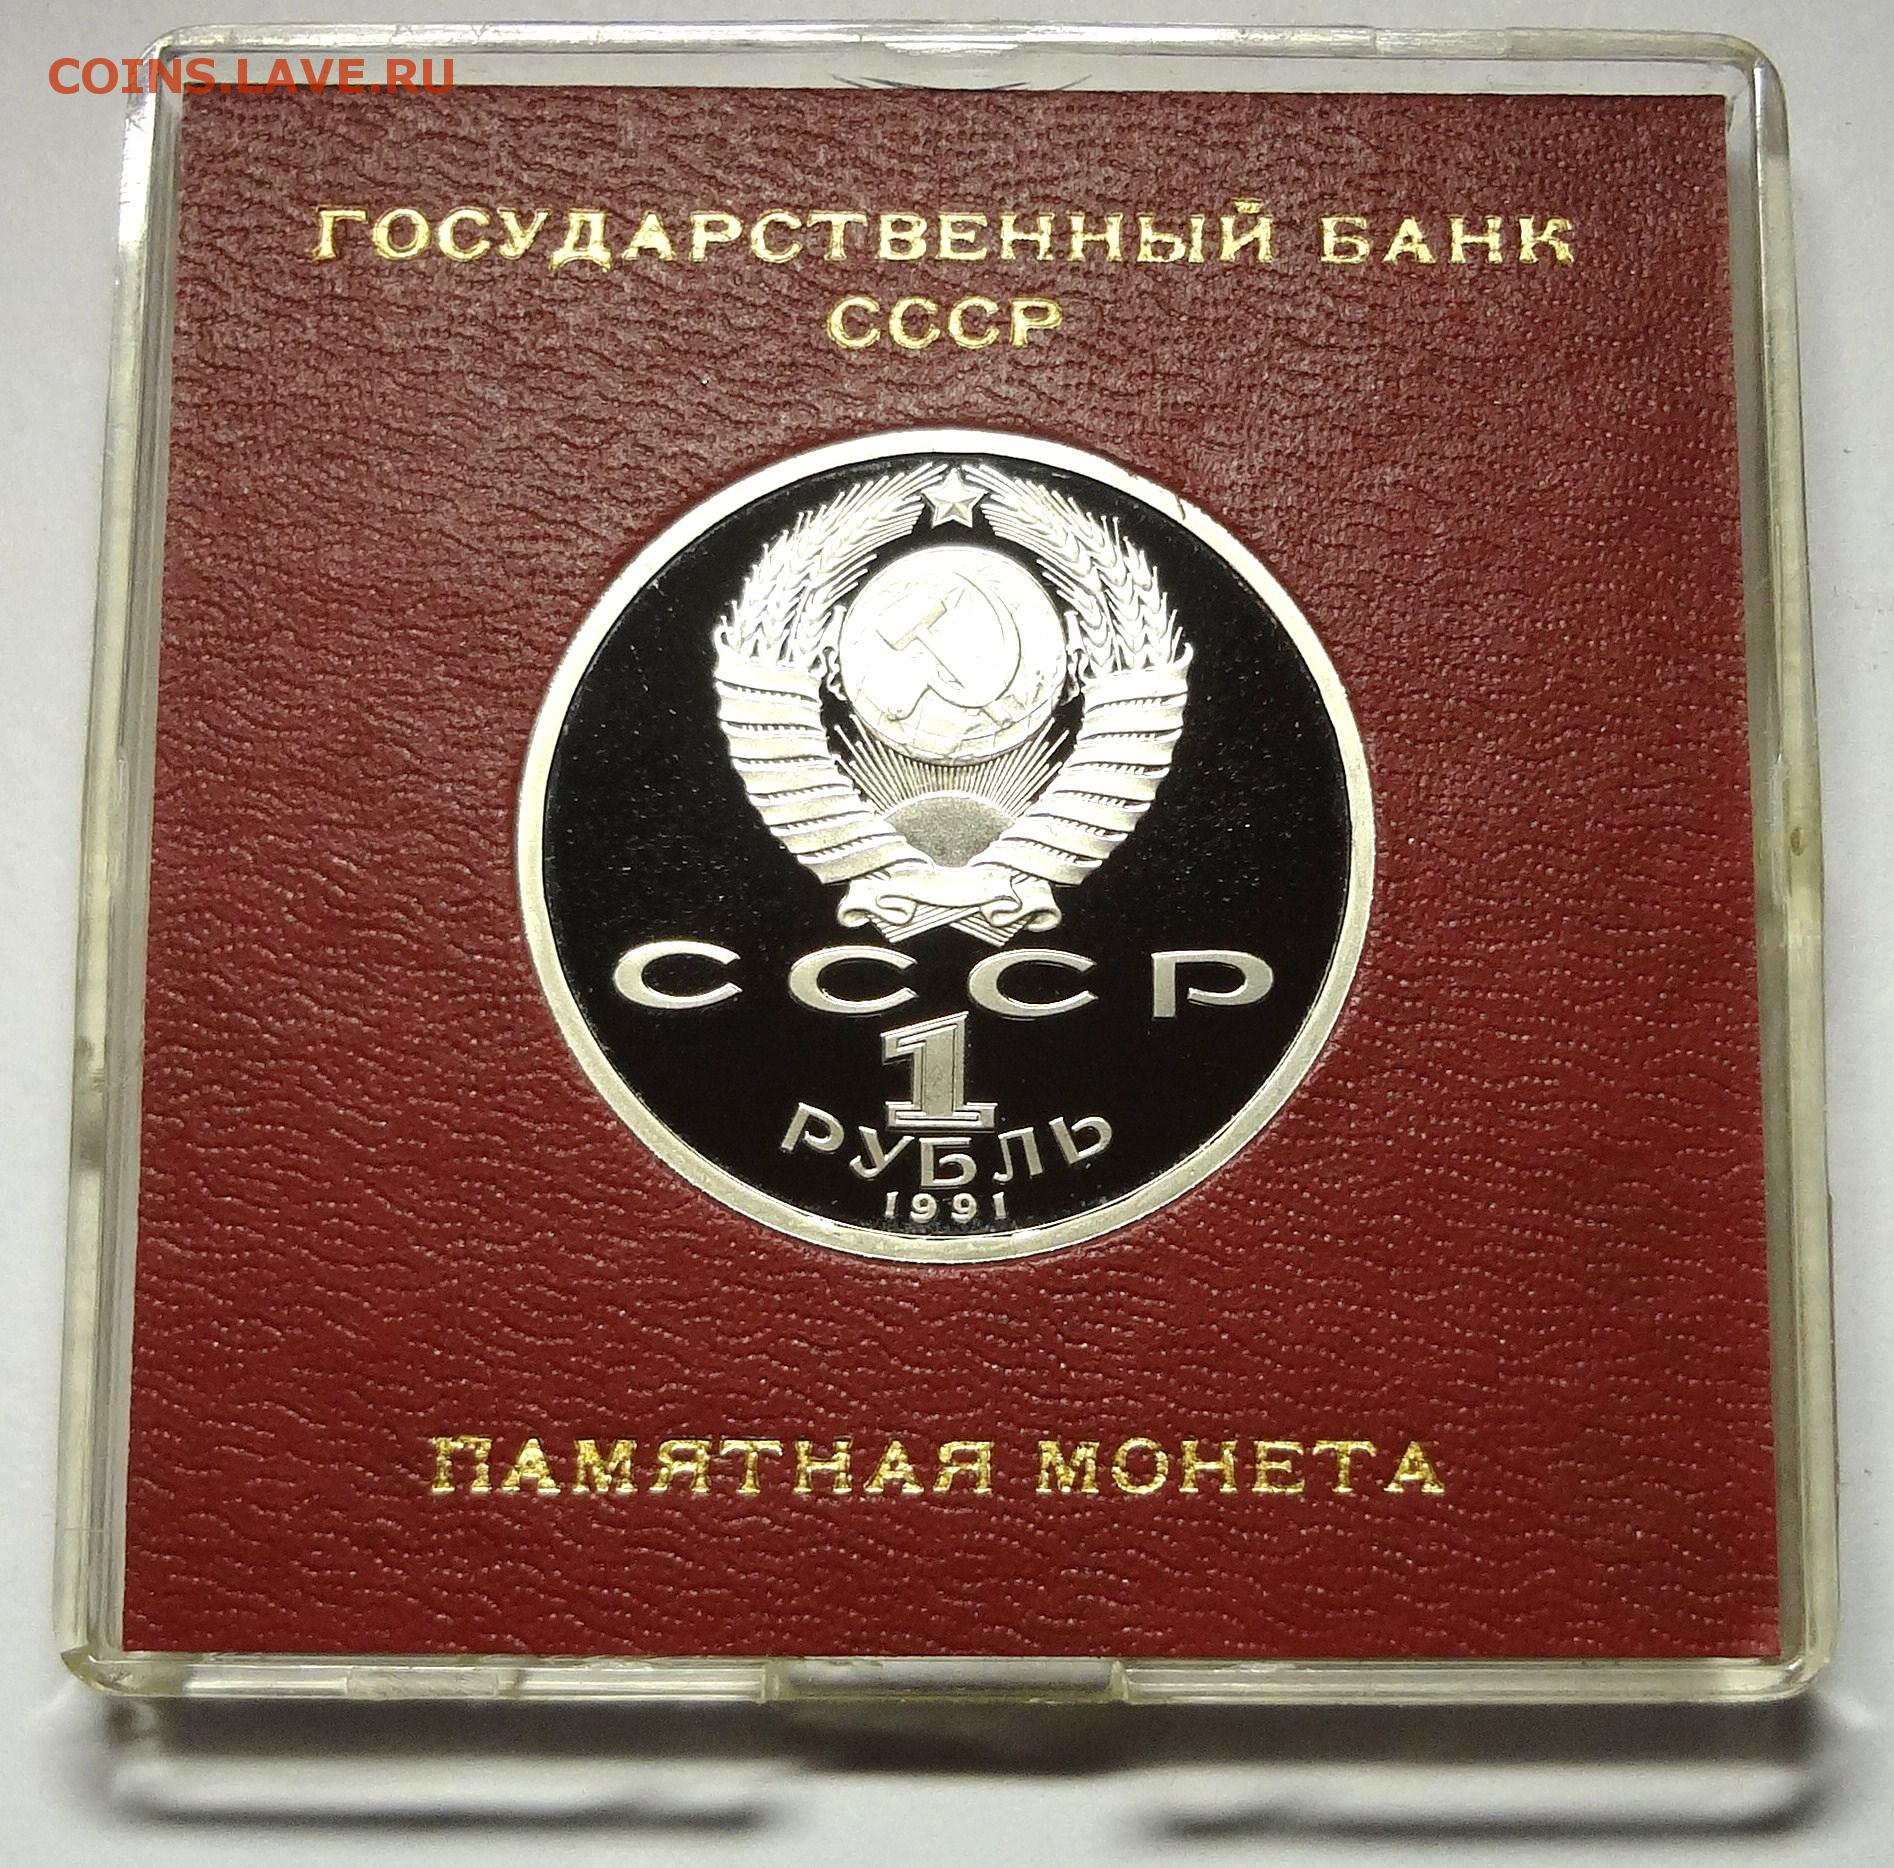 COINS.LAVE.RU
ГОСУДАРСТВЕННЫЙ БАНК
СССР
СССР
1
РУБЛЬ
1991
ПАМЯТНАЯ МОНЕТА